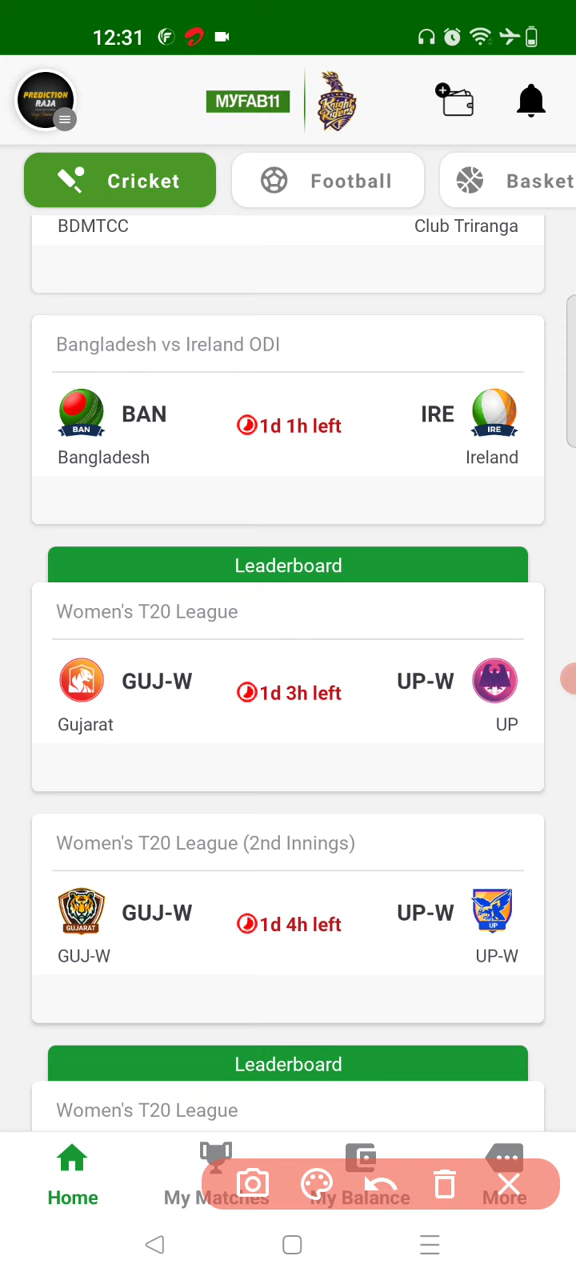 12:31
PREDICTION
RAJA
MYFAB11
Knight
Riders
Cricket
Football
Basket
BDMTCC
Club Triranga
Bangladesh vs Ireland ODI
BAN
BAN
1d 1h left
IRE
IRE
Bangladesh
Ireland
Leaderboard
Women's T20 League
GUJ-W
1d 3h left
UP-W
Gujarat
UP
Women's T20 League (2nd Innings)
GUJARAT
GUJ-W
1d 4h left
UP-W
UP
GUJ-W
UP-W
Leaderboard
Women's T20 League
Home
My Matches
My Balance
More